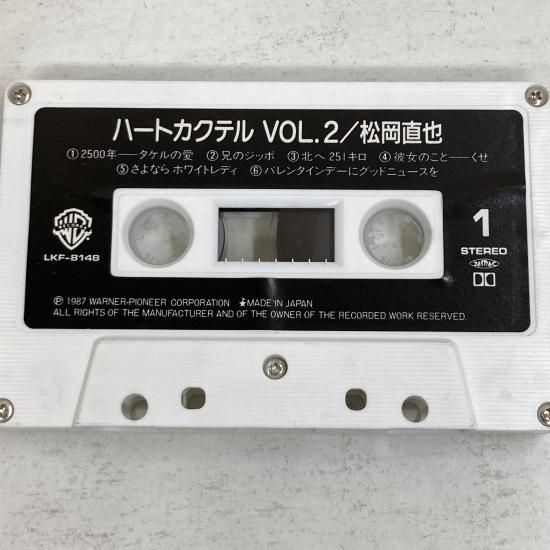 ハートカクテル VOL.2/松岡直也
①2500年——タケルの愛 ②兄のジッポ ③北へ251キロ ④彼女のこと——くせ
⑤さよなら ホワイトレディ ⑥バレンタインデーにグッドニュースを
WB
RECORDS
LKF-8148
1
STEREO
JASRAC
Ⓟ 1987 WARNER-PIONEER CORPORATION ★MADE IN JAPAN
ALL RIGHTS OF THE MANUFACTURER AND OF THE OWNER OF THE RECORDED WORK RESERVED.